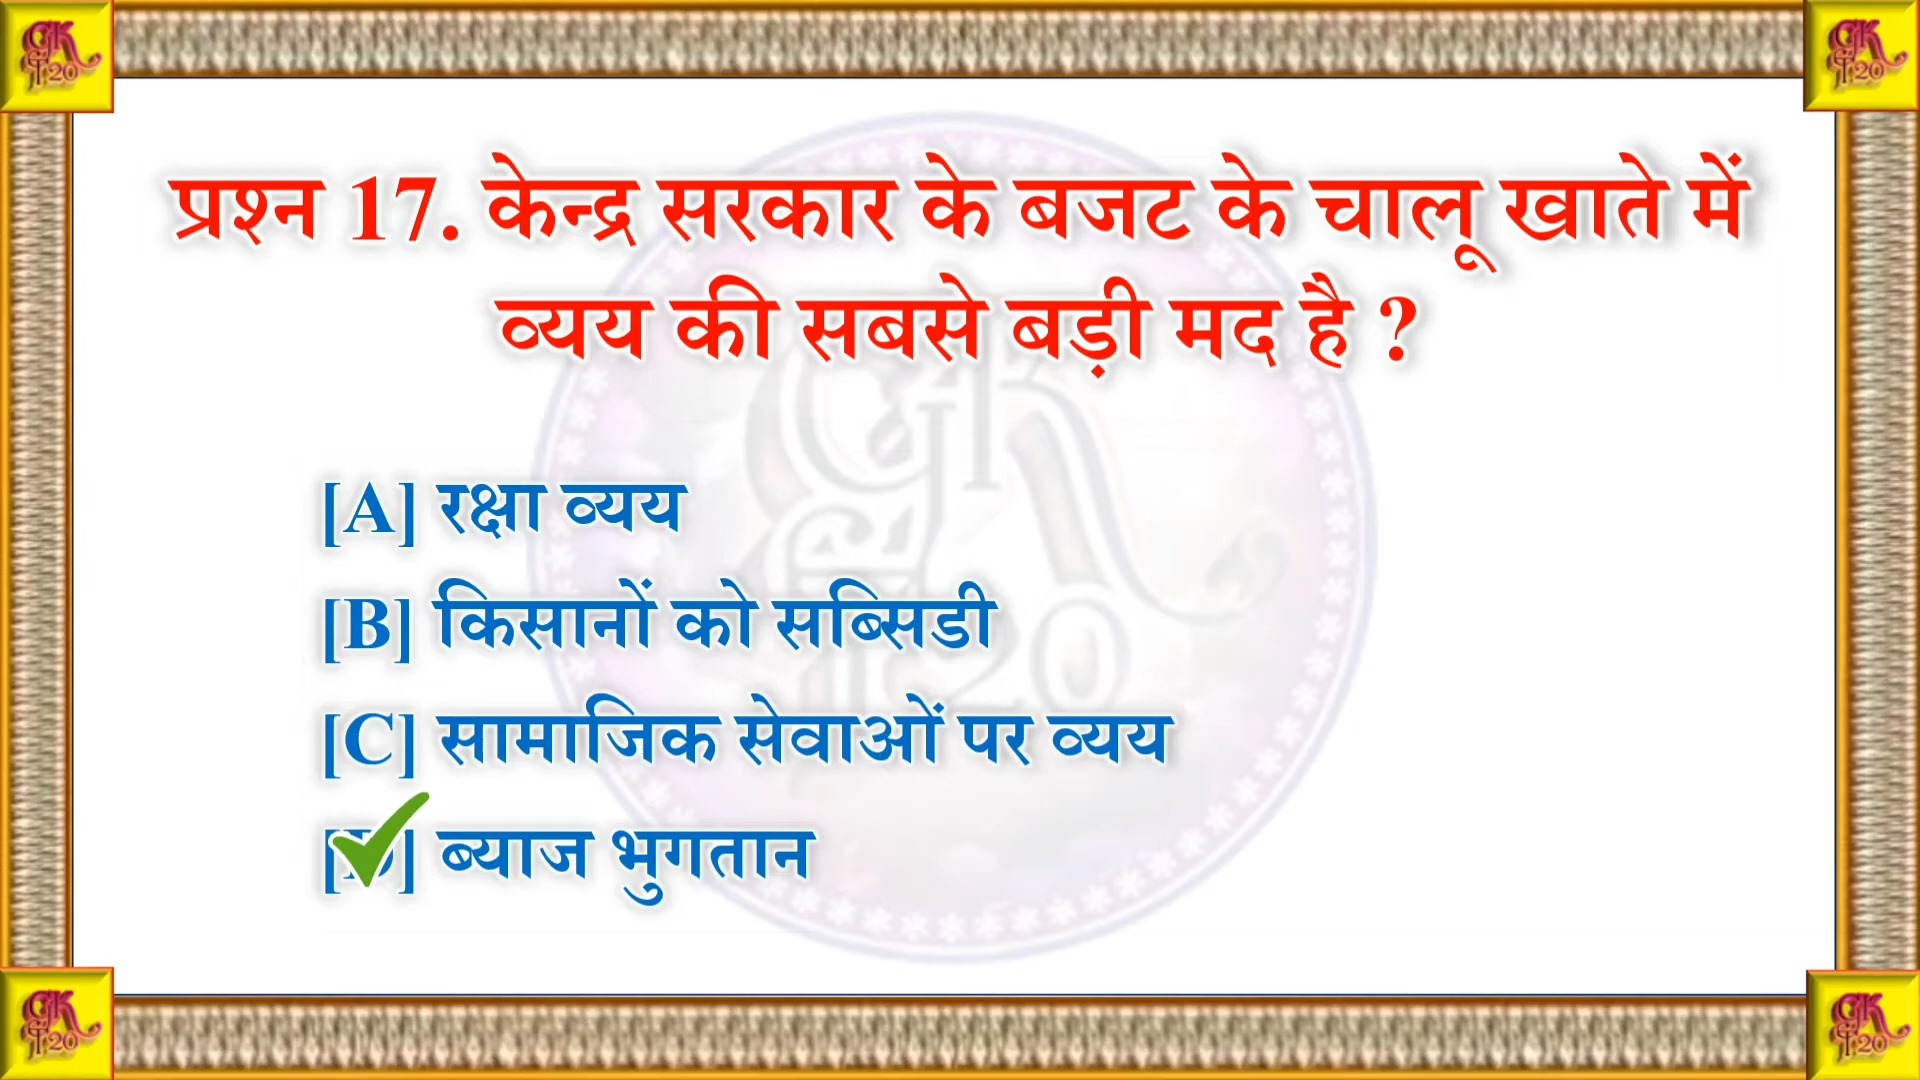 प्रश्न 17. केन्द्र सरकार के बजट के चालू खाते में
व्यय की सबसे बड़ी मद है ?
[A] रक्षा व्यय
[B] किसानों को सब्सिडी
[C] सामाजिक सेवाओं पर व्यय
[D] ब्याज भुगतान